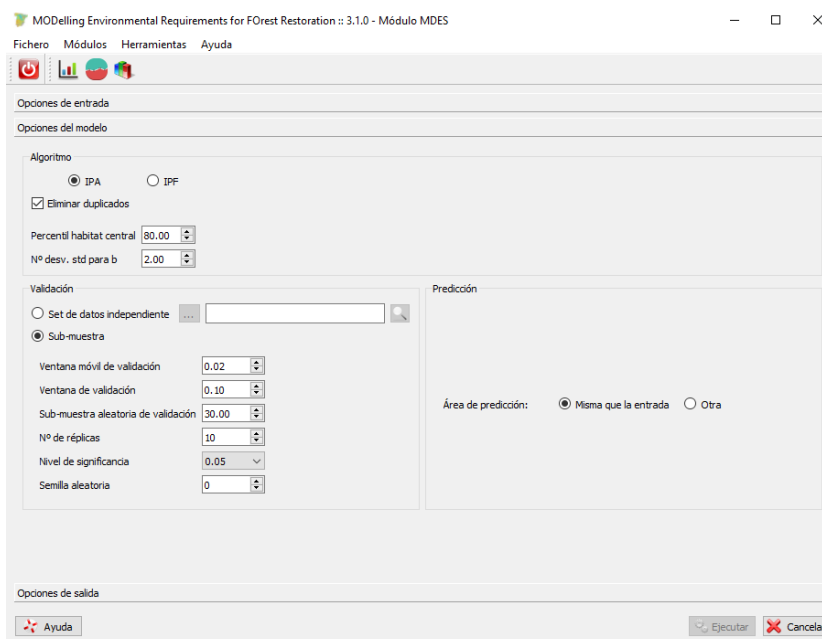 MODelling Environmental Requirements for FOrest Restoration :: 3.1.0 - Módulo MDES
Fichero Módulos Herramientas Ayuda
Opciones de entrada
Opciones del modelo
Algoritmo
IPA IPF
Eliminar duplicados
Percentil habitat central 80.00
Nº desv. std para b 2.00
Validación
Set de datos independiente ...
Sub-muestra
Ventana móvil de validación 0.02
Ventana de validación 0.10
Sub-muestra aleatoria de validación 30.00
Nº de réplicas 10
Nivel de significancia 0.05
Semilla aleatoria 0
Predicción
Área de predicción: Misma que la entrada Otra
Opciones de salida
Ayuda Ejecutar Cancela